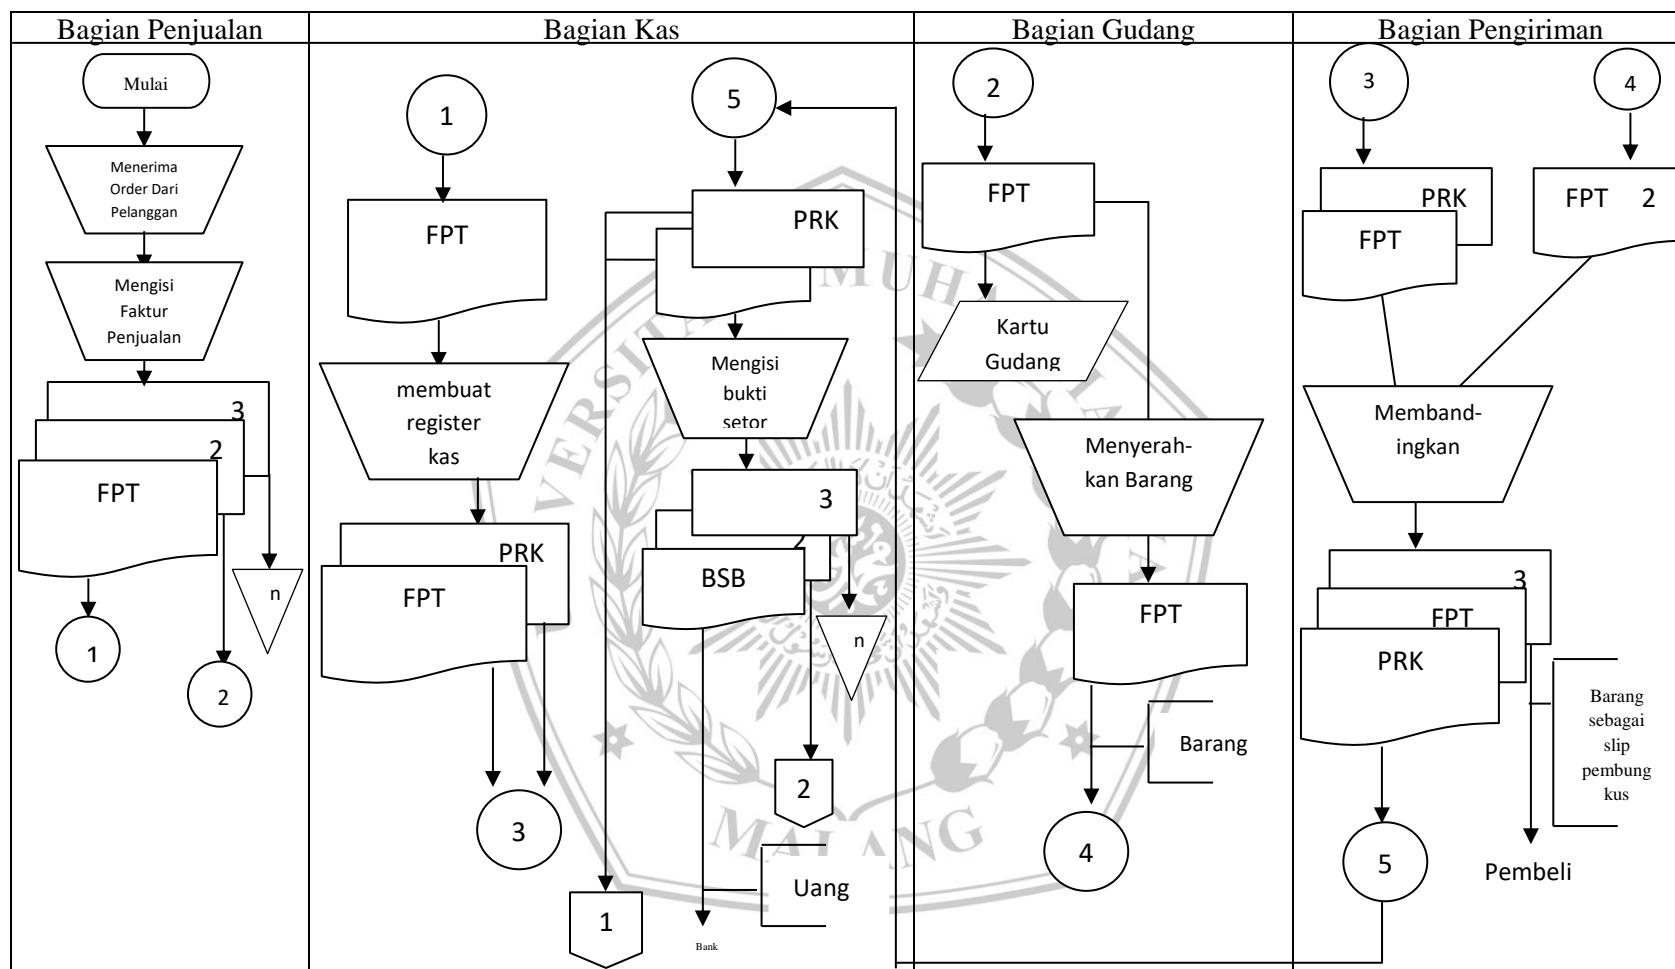 Bagian Penjualan
Bagian Kas
Bagian Gudang
Bagian Pengiriman
Mulai
Menerima
Order Dari
Pelanggan
Mengisi
Faktur
Penjualan
3
2
FPT
n
1
2
1
FPT
membuat
register
kas
PRK
FPT
3
5
PRK
Mengisi
bukti
setor
3
2
BSB
n
2
Uang
1
Bank
2
FPT
Kartu
Gudang
Menyerah-
kan Barang
FPT
Barang
4
3
4
PRK
FPT
FPT 2
Memband-
ingkan
3
FPT
PRK
Barang
sebagai
slip
pembung
kus
5
Pembeli
VERSITA
MUH
MALANG